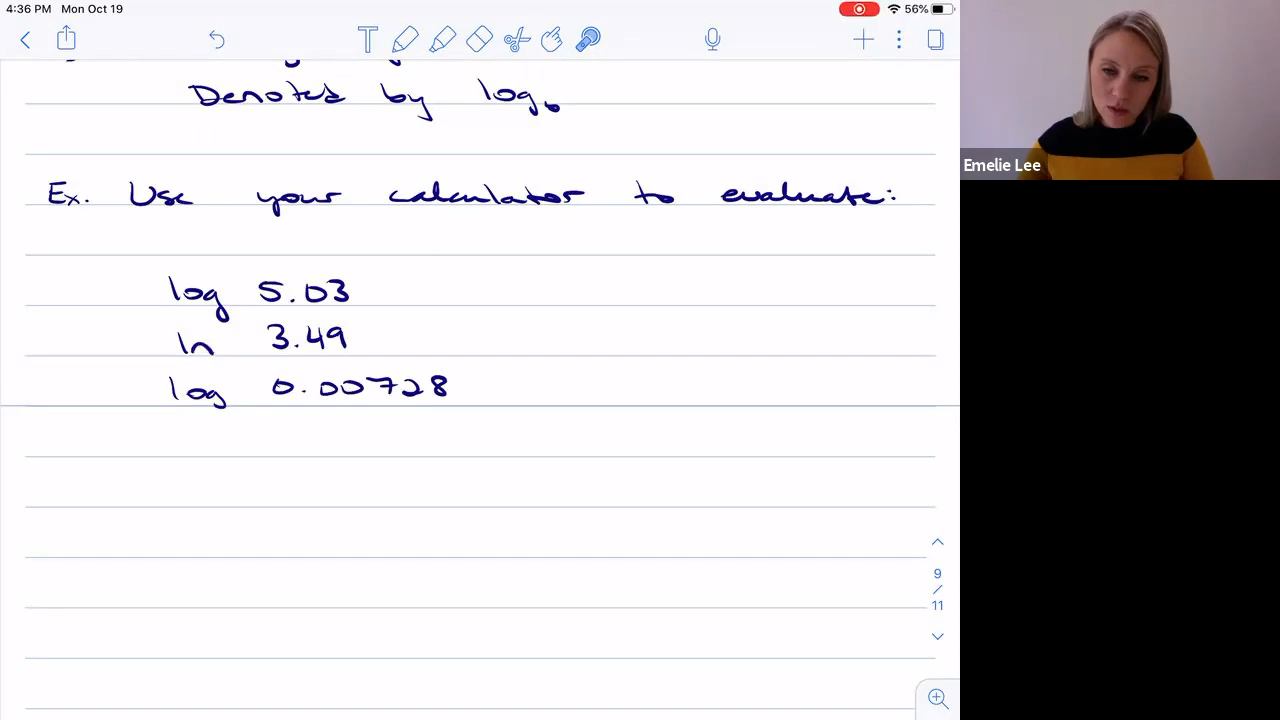 4:36 PM Mon Oct 19
56%
Denoted by log_b
Emelie Lee
Ex. Use your calculator to evaluate:
log 5.03
ln 3.49
log 0.00728
9
/
11